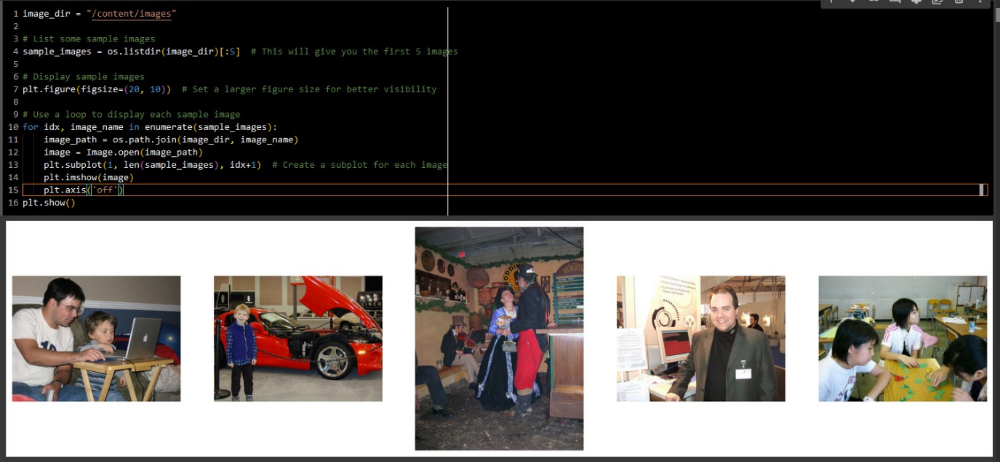 1 image_dir = "/content/images"
2
3 # List some sample images
4 sample_images = os.listdir(image_dir)[:5]  # This will give you the first 5 images
5
6 # Display sample images
7 plt.figure(figsize=(20, 10))  # Set a larger figure size for better visibility
8
9 # Use a loop to display each sample image
10 for idx, image_name in enumerate(sample_images):
11     image_path = os.path.join(image_dir, image_name)
12     image = Image.open(image_path)
13     plt.subplot(1, len(sample_images), idx+1)  # Create a subplot for each image
14     plt.imshow(image)
15     plt.axis('off')
16 plt.show()